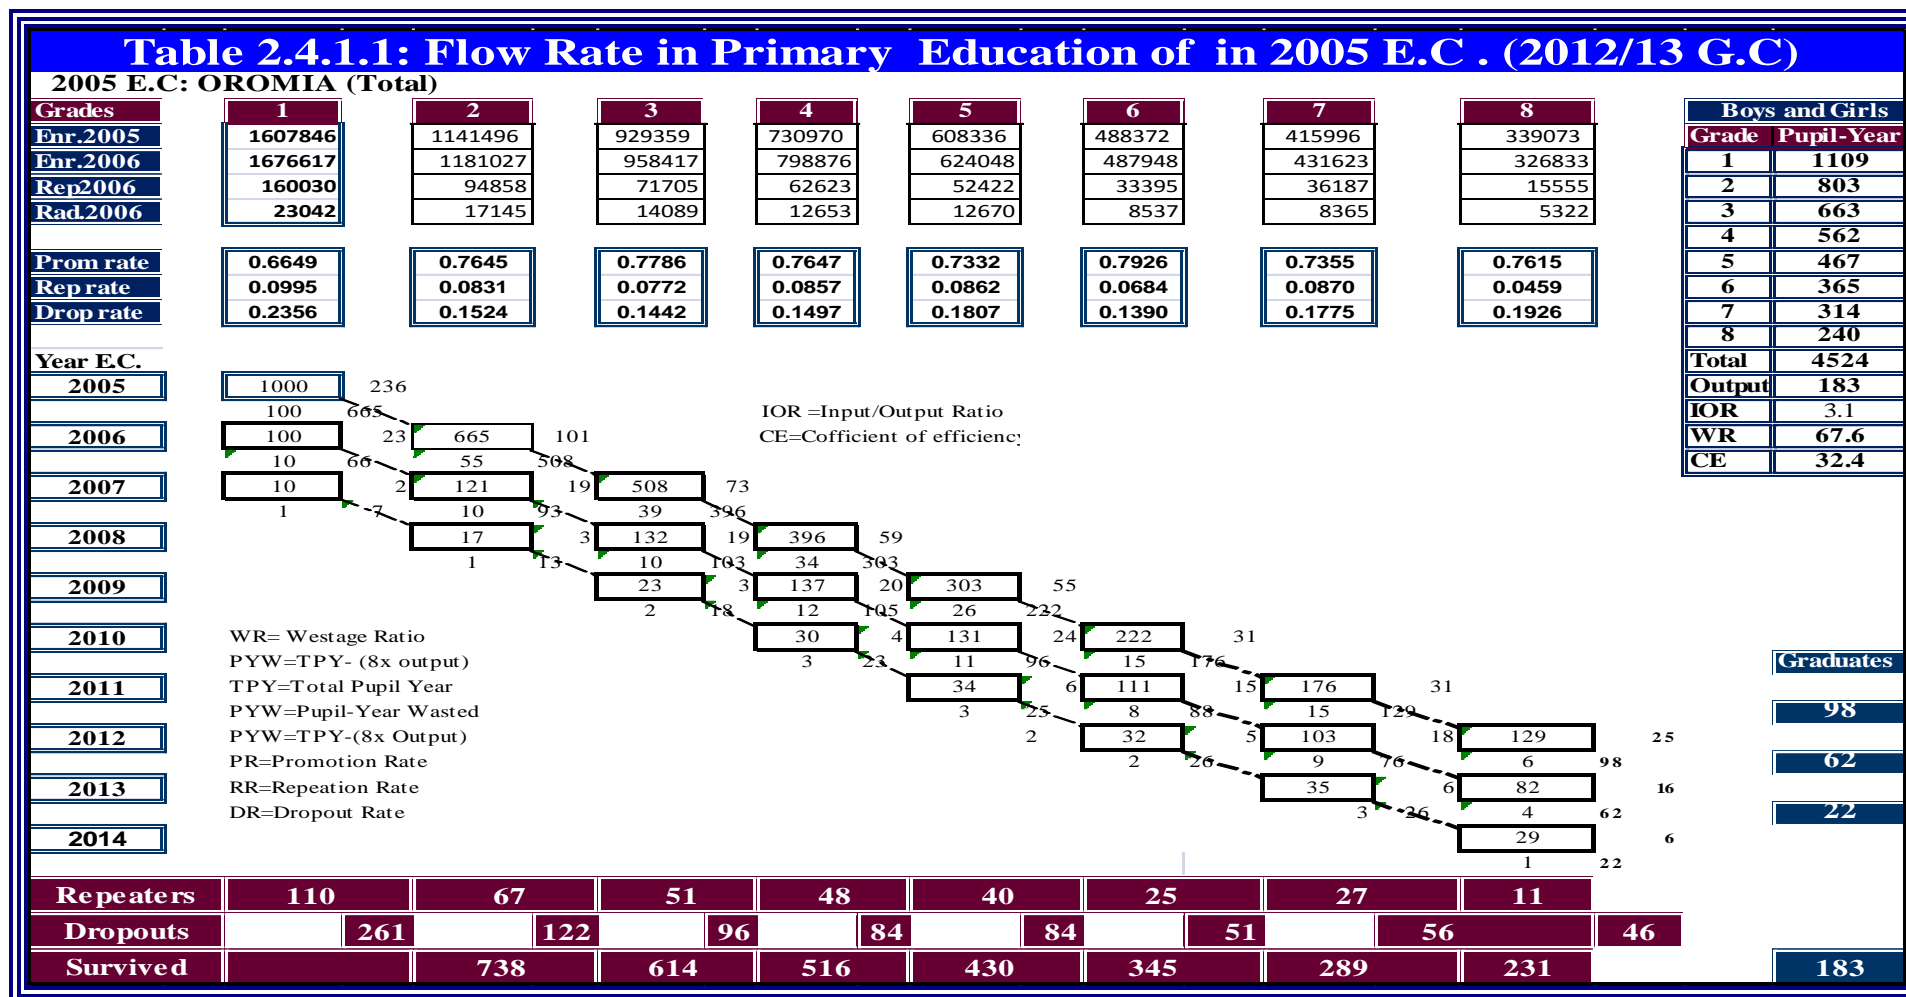 Table 2.4.1.1: Flow Rate in Primary Education of in 2005 E.C . (2012/13 G.C)
2005 E.C: OROMIA (Total)
Grades 1 2 3 4 5 6 7 8 Boys and Girls
Enr.2005 1607846 1141496 929359 730970 608336 488372 415996 339073 Grade Pupil-Year
Enr.2006 1676617 1181027 958417 798876 624048 487948 431623 326833 1 1109
Rep2006 160030 94858 71705 62623 52422 33395 36187 15555 2 803
Rad.2006 23042 17145 14089 12653 12670 8537 8365 5322 3 663
4 562
Prom rate 0.6649 0.7645 0.7786 0.7647 0.7332 0.7926 0.7355 0.7615 5 467
Rep rate 0.0995 0.0831 0.0772 0.0857 0.0862 0.0684 0.0870 0.0459 6 365
Drop rate 0.2356 0.1524 0.1442 0.1497 0.1807 0.1390 0.1775 0.1926 7 314
8 240
Year E.C. Total 4524
2005 1000 236 Output 183
100 665 IOR =Input/Output Ratio IOR 3.1
2006 100 23 665 101 CE=Cofficient of efficiency WR 67.6
10 66 55 508 CE 32.4
2007 10 2 121 19 508 73
1 7 10 93 39 396
2008 17 3 132 19 396 59
1 13 10 103 34 303
2009 23 3 137 20 303 55
2 18 12 105 26 222
2010 WR= Westage Ratio 30 4 131 24 222 31
PYW=TPY- (8x output) 3 23 11 96 15 176 Graduates
2011 TPY=Total Pupil Year 34 6 111 15 176 31
PYW=Pupil-Year Wasted 3 25 8 88 15 129 98
2012 PYW=TPY-(8x Output) 2 32 5 103 18 129 25
PR=Promotion Rate 2 26 9 76 6 98 62
2013 RR=Repeation Rate 35 6 82 16
DR=Dropout Rate 3 26 4 62 22
2014 29 6
1 22
Repeaters 110 67 51 48 40 25 27 11
Dropouts 261 122 96 84 84 51 56 46
Survived 738 614 516 430 345 289 231 183